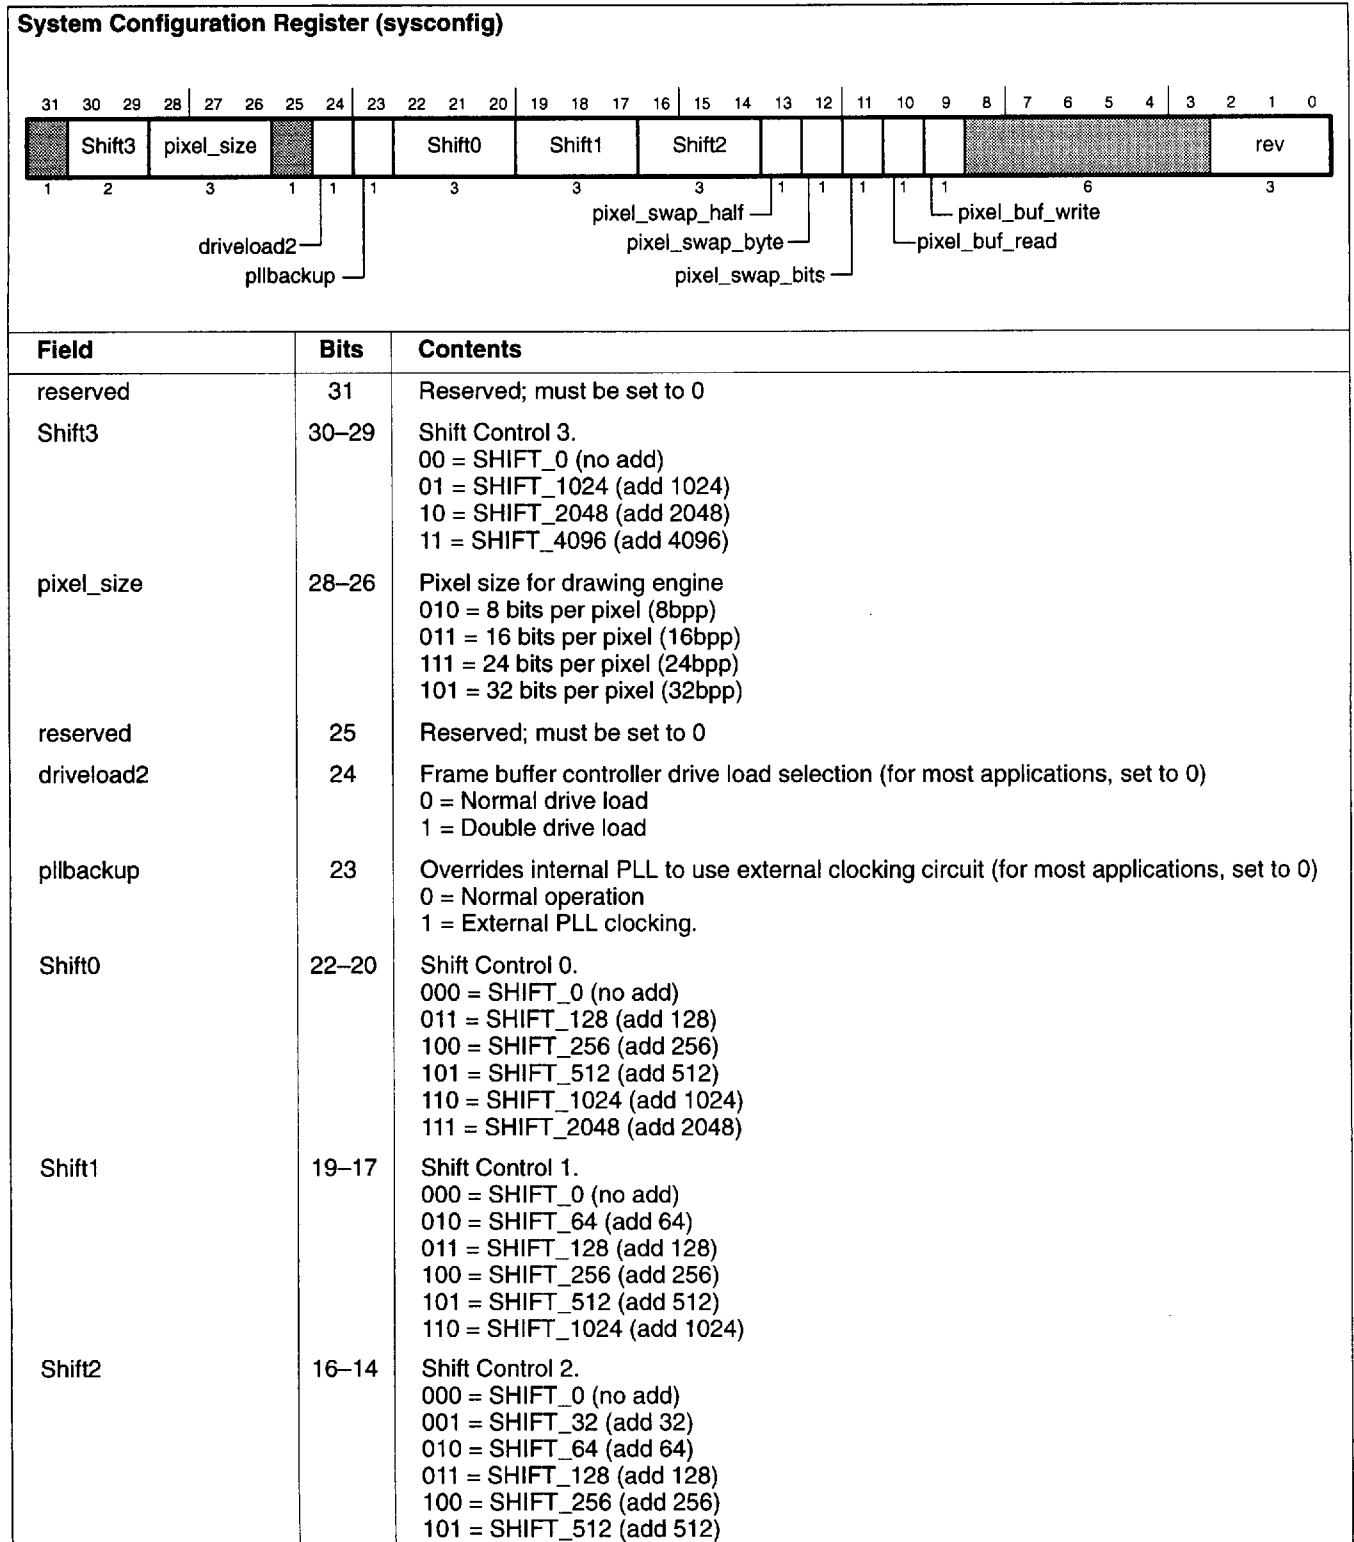 System Configuration Register (sysconfig)
31 30 29 28 27 26 25 24 23 22 21 20 19 18 17 16 15 14 13 12 11 10 9 8 7 6 5 4 3 2 1 0
Shift3 pixel_size Shift0 Shift1 Shift2 rev
1 2 3 1 1 1 3 3 3 1 1 1 1 1 6 3
pixel_swap_half pixel_buf_write
driveload2 pixel_swap_byte pixel_buf_read
pllbackup pixel_swap_bits
Field Bits Contents
reserved 31 Reserved; must be set to 0
Shift3 30–29 Shift Control 3.
00 = SHIFT_0 (no add)
01 = SHIFT_1024 (add 1024)
10 = SHIFT_2048 (add 2048)
11 = SHIFT_4096 (add 4096)
pixel_size 28–26 Pixel size for drawing engine
010 = 8 bits per pixel (8bpp)
011 = 16 bits per pixel (16bpp)
111 = 24 bits per pixel (24bpp)
101 = 32 bits per pixel (32bpp)
reserved 25 Reserved; must be set to 0
driveload2 24 Frame buffer controller drive load selection (for most applications, set to 0)
0 = Normal drive load
1 = Double drive load
pllbackup 23 Overrides internal PLL to use external clocking circuit (for most applications, set to 0)
0 = Normal operation
1 = External PLL clocking.
Shift0 22–20 Shift Control 0.
000 = SHIFT_0 (no add)
011 = SHIFT_128 (add 128)
100 = SHIFT_256 (add 256)
101 = SHIFT_512 (add 512)
110 = SHIFT_1024 (add 1024)
111 = SHIFT_2048 (add 2048)
Shift1 19–17 Shift Control 1.
000 = SHIFT_0 (no add)
010 = SHIFT_64 (add 64)
011 = SHIFT_128 (add 128)
100 = SHIFT_256 (add 256)
101 = SHIFT_512 (add 512)
110 = SHIFT_1024 (add 1024)
Shift2 16–14 Shift Control 2.
000 = SHIFT_0 (no add)
001 = SHIFT_32 (add 32)
010 = SHIFT_64 (add 64)
011 = SHIFT_128 (add 128)
100 = SHIFT_256 (add 256)
101 = SHIFT_512 (add 512)